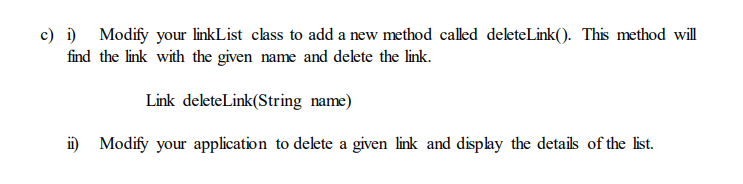 c) i) Modify your linkList class to add a new method called deleteLink(). This method will
find the link with the given name and delete the link.
Link deleteLink(String name)
ii) Modify your application to delete a given link and display the details of the list.